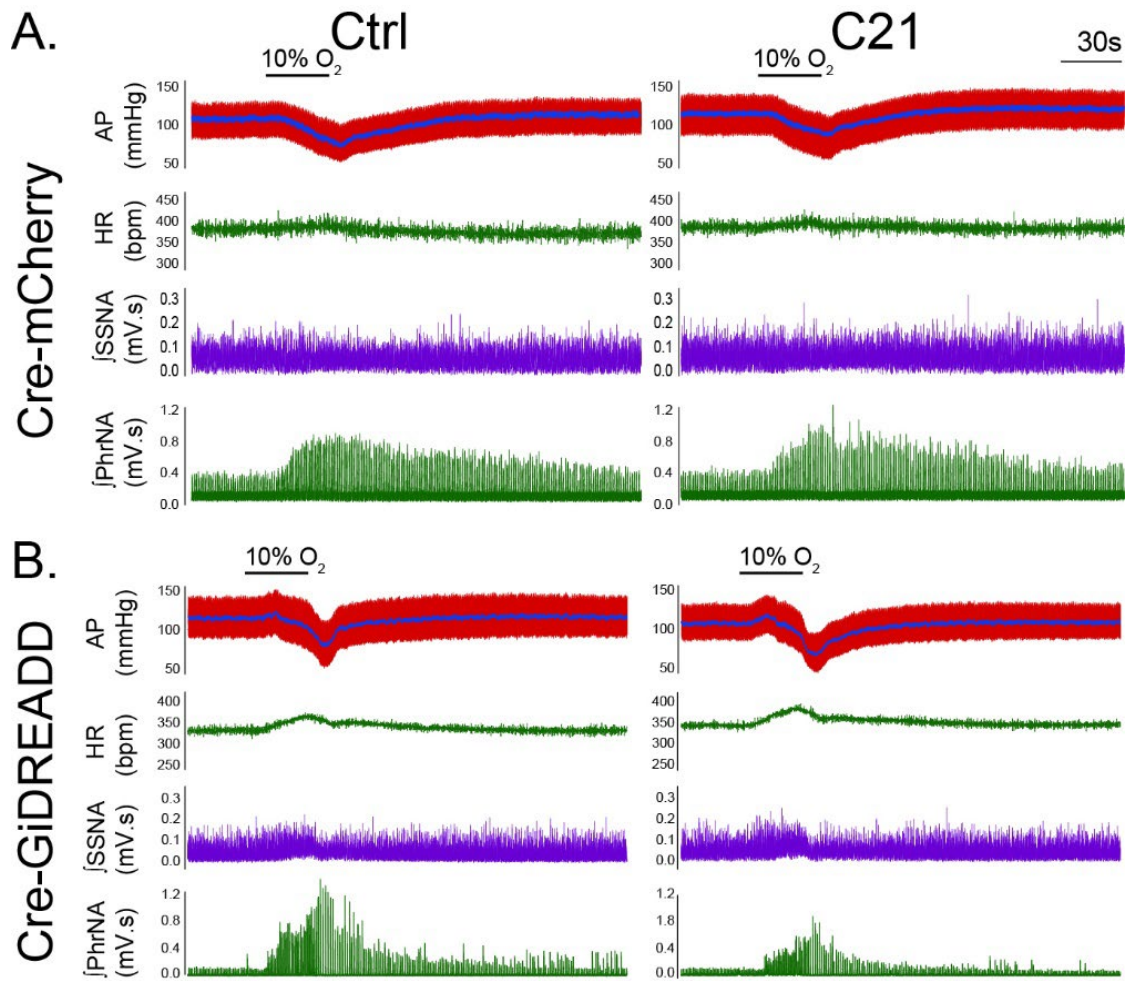 A.
Ctrl
C21
10% O2
10% O2
30s
Cre-mCherry
AP
(mmHg)
150
100
50
150
100
50
HR
(bpm)
450
400
350
300
450
400
350
300
∫SSNA
(mV.s)
0.3
0.2
0.1
0.0
0.3
0.2
0.1
0.0
∫PhrNA
(mV.s)
1.2
0.8
0.4
0.0
1.2
0.8
0.4
0.0
B.
10% O2
10% O2
Cre-GiDREADD
AP
(mmHg)
150
100
50
150
100
50
HR
(bpm)
400
350
300
250
400
350
300
250
∫SSNA
(mV.s)
0.3
0.2
0.1
0.0
0.3
0.2
0.1
0.0
∫PhrNA
(mV.s)
1.2
0.8
0.4
0.0
1.2
1.8
0.4
0.0